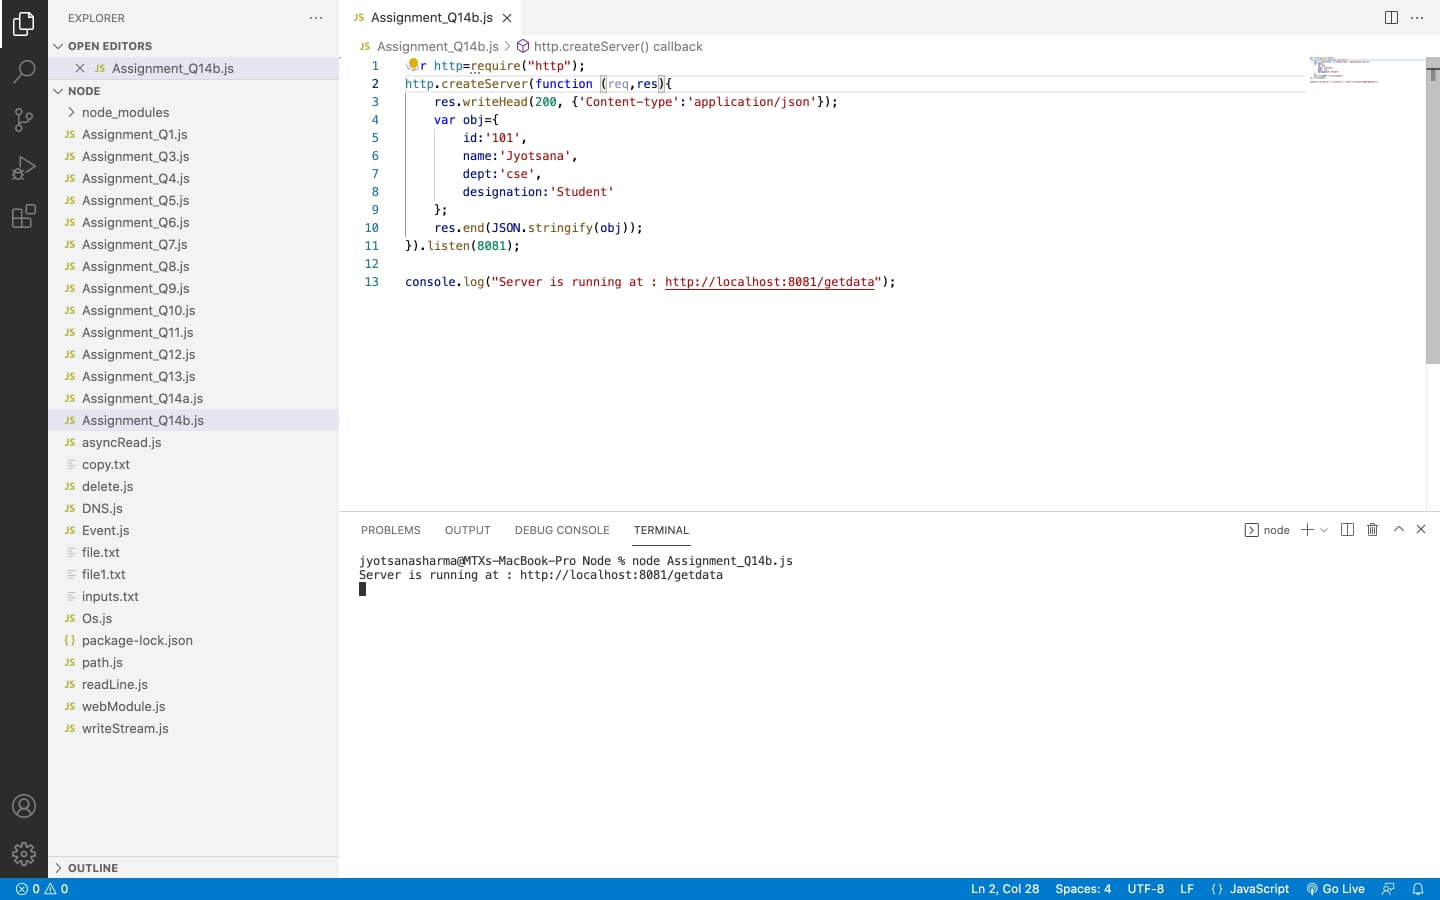 EXPLORER
OPEN EDITORS
JS Assignment_Q14b.js
NODE
node_modules
JS Assignment_Q1.js
JS Assignment_Q3.js
JS Assignment_Q4.js
JS Assignment_Q5.js
JS Assignment_Q6.js
JS Assignment_Q7.js
JS Assignment_Q8.js
JS Assignment_Q9.js
JS Assignment_Q10.js
JS Assignment_Q11.js
JS Assignment_Q12.js
JS Assignment_Q13.js
JS Assignment_Q14a.js
JS Assignment_Q14b.js
JS asyncRead.js
copy.txt
JS delete.js
JS DNS.js
JS Event.js
file.txt
file1.txt
inputs.txt
JS Os.js
{} package-lock.json
JS path.js
JS readLine.js
JS webModule.js
JS writeStream.js
OUTLINE
JS Assignment_Q14b.js
JS Assignment_Q14b.js > http.createServer() callback
1 r http=require("http");
2 http.createServer(function (req,res){
3 res.writeHead(200, {'Content-type':'application/json'});
4 var obj={
5 id:'101',
6 name:'Jyotsana',
7 dept:'cse',
8 designation:'Student'
9 };
10 res.end(JSON.stringify(obj));
11 }).listen(8081);
12
13 console.log("Server is running at : http://localhost:8081/getdata");
PROBLEMS OUTPUT DEBUG CONSOLE TERMINAL node
jyotsanasharma@MTXs-MacBook-Pro Node % node Assignment_Q14b.js
Server is running at : http://localhost:8081/getdata
0 0 Ln 2, Col 28 Spaces: 4 UTF-8 LF {} JavaScript Go Live